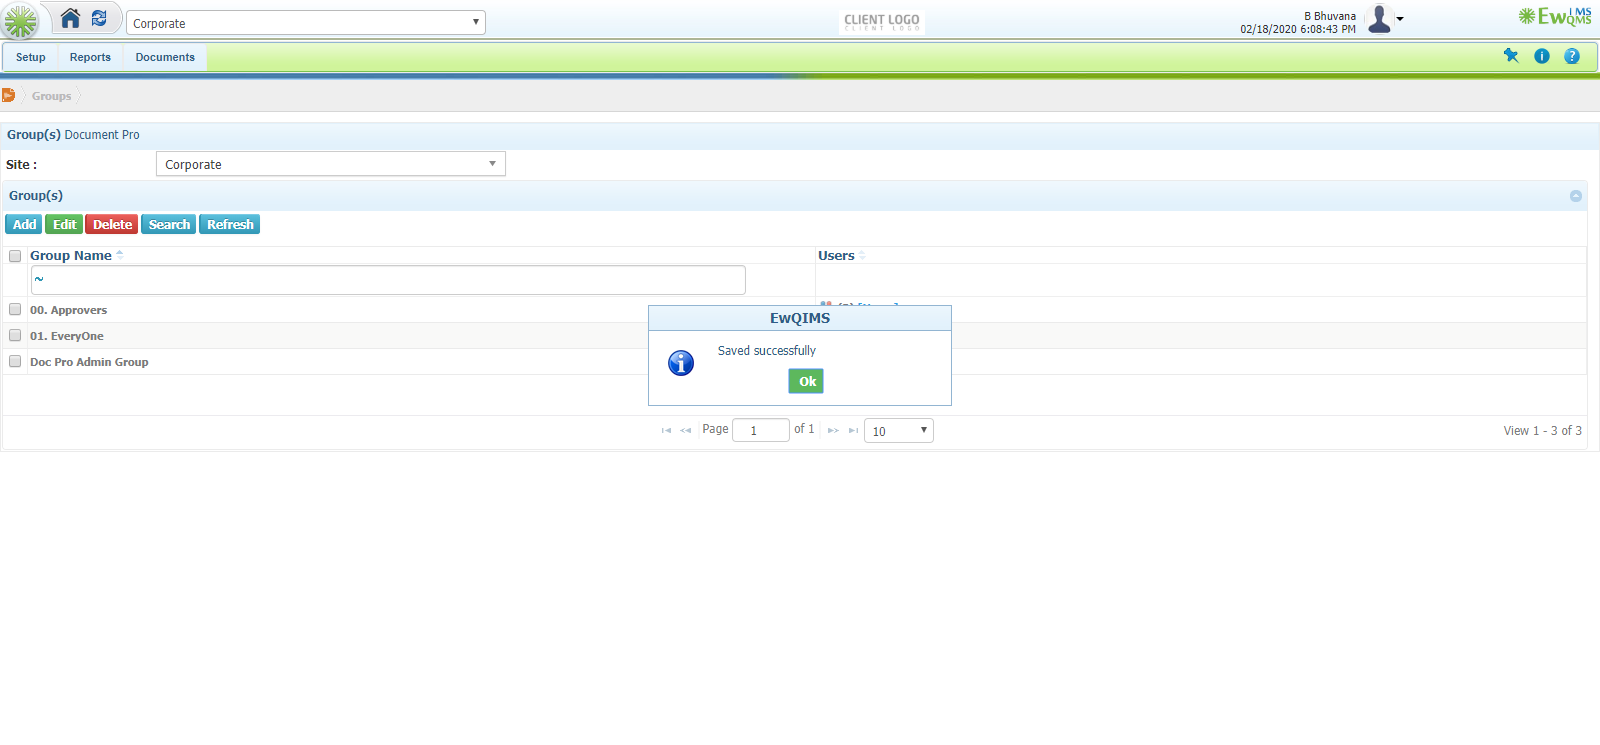 Corporate
CLIENT LOGO
CLIENT LOGO
B Bhuvana
02/18/2020 6:08:43 PM
EwQIMS
QMS
Setup Reports Documents
Groups
Group(s) Document Pro
Site : Corporate
Group(s)
Add Edit Delete Search Refresh
Group Name Users
~
00. Approvers
01. EveryOne
Doc Pro Admin Group
EwQIMS
Saved successfully
Ok
Page 1 of 1 10 View 1 - 3 of 3